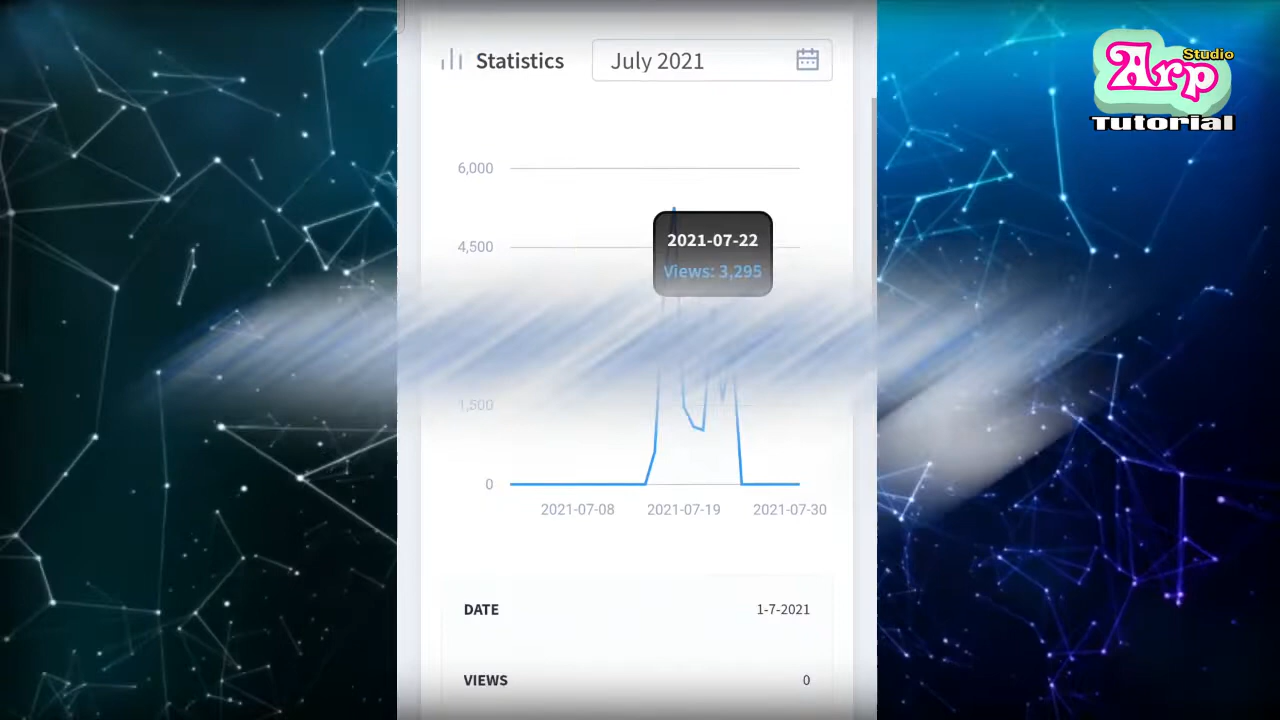 Statistics
July 2021
Studio
Arp
Tutorial
6,000
4,500
2021-07-22
Views: 3,295
1,500
0
2021-07-08
2021-07-19
2021-07-30
DATE
1-7-2021
VIEWS
0